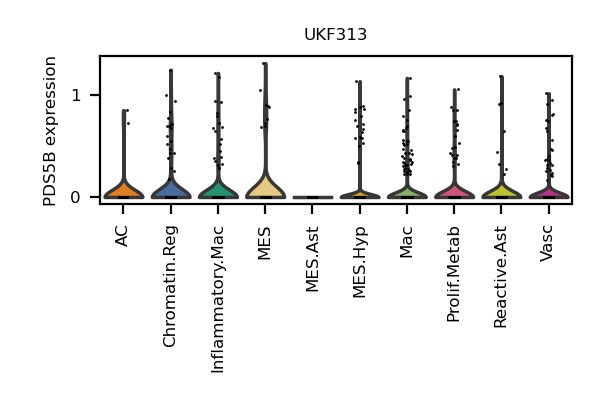 UKF313
PDS5B expression
1
0
AC
Chromatin.Reg
Inflammatory.Mac
MES
MES.Ast
MES.Hyp
Mac
Prolif.Metab
Reactive.Ast
Vasc